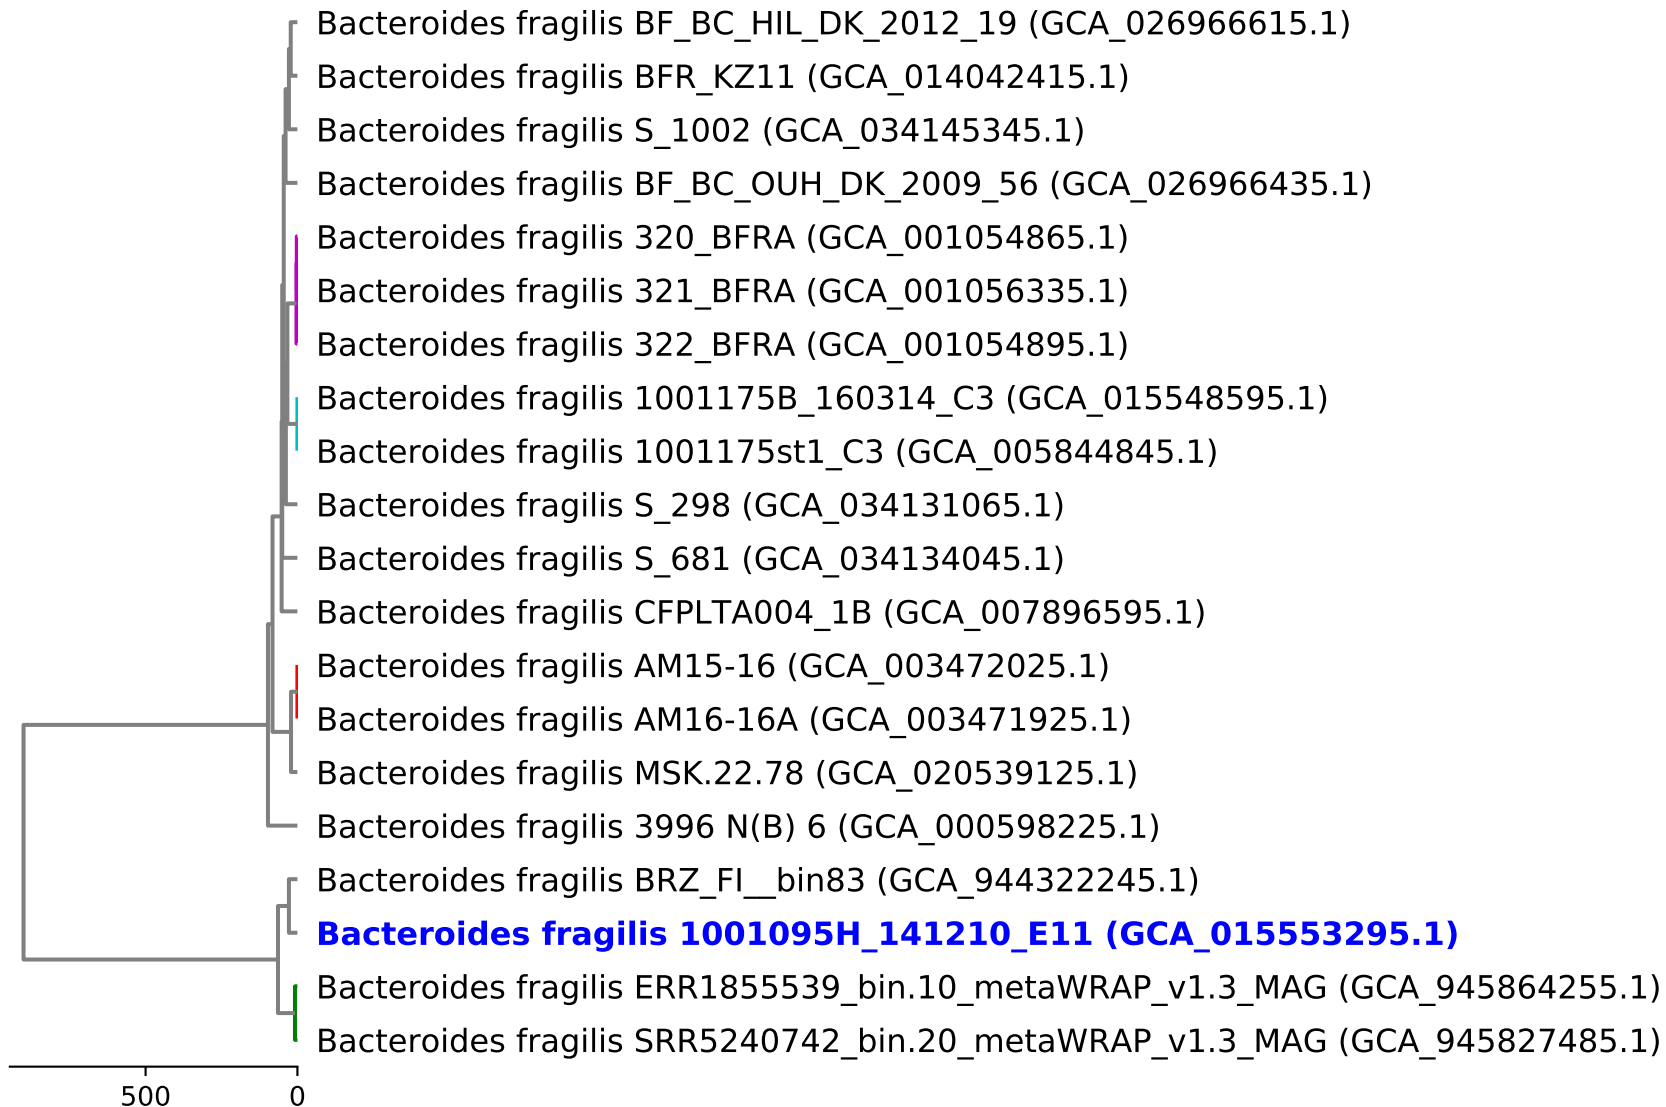 Bacteroides fragilis BF_BC_HIL_DK_2012_19 (GCA_026966615.1)
Bacteroides fragilis BFR_KZ11 (GCA_014042415.1)
Bacteroides fragilis S_1002 (GCA_034145345.1)
Bacteroides fragilis BF_BC_OUH_DK_2009_56 (GCA_026966435.1)
Bacteroides fragilis 320_BFRA (GCA_001054865.1)
Bacteroides fragilis 321_BFRA (GCA_001056335.1)
Bacteroides fragilis 322_BFRA (GCA_001054895.1)
Bacteroides fragilis 1001175B_160314_C3 (GCA_015548595.1)
Bacteroides fragilis 1001175st1_C3 (GCA_005844845.1)
Bacteroides fragilis S_298 (GCA_034131065.1)
Bacteroides fragilis S_681 (GCA_034134045.1)
Bacteroides fragilis CFPLTA004_1B (GCA_007896595.1)
Bacteroides fragilis AM15-16 (GCA_003472025.1)
Bacteroides fragilis AM16-16A (GCA_003471925.1)
Bacteroides fragilis MSK.22.78 (GCA_020539125.1)
Bacteroides fragilis 3996 N(B) 6 (GCA_000598225.1)
Bacteroides fragilis BRZ_FI__bin83 (GCA_944322245.1)
Bacteroides fragilis 1001095H_141210_E11 (GCA_015553295.1)
Bacteroides fragilis ERR1855539_bin.10_metaWRAP_v1.3_MAG (GCA_945864255.1)
Bacteroides fragilis SRR5240742_bin.20_metaWRAP_v1.3_MAG (GCA_945827485.1)
500 0